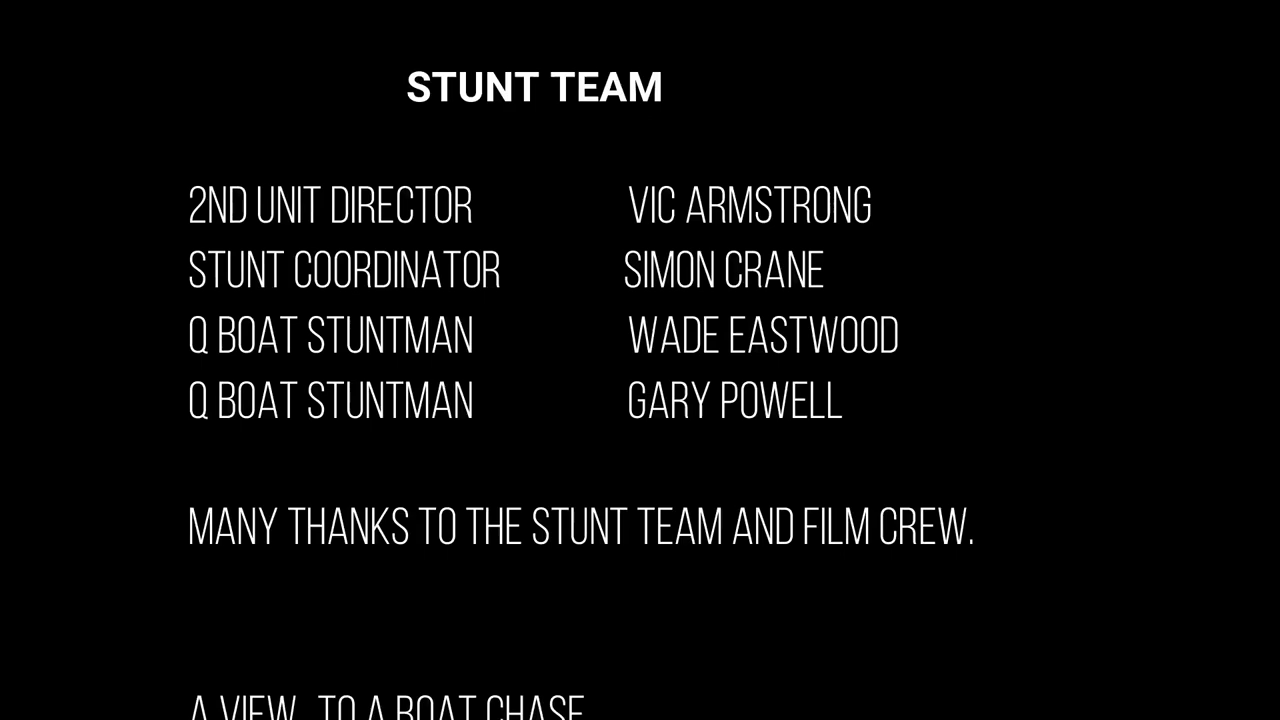 STUNT TEAM
2ND UNIT DIRECTOR VIC ARMSTRONG
STUNT COORDINATOR SIMON CRANE
Q BOAT STUNTMAN WADE EASTWOOD
Q BOAT STUNTMAN GARY POWELL
MANY THANKS TO THE STUNT TEAM AND FILM CREW.
A VIEW TO A BOAT CHASE